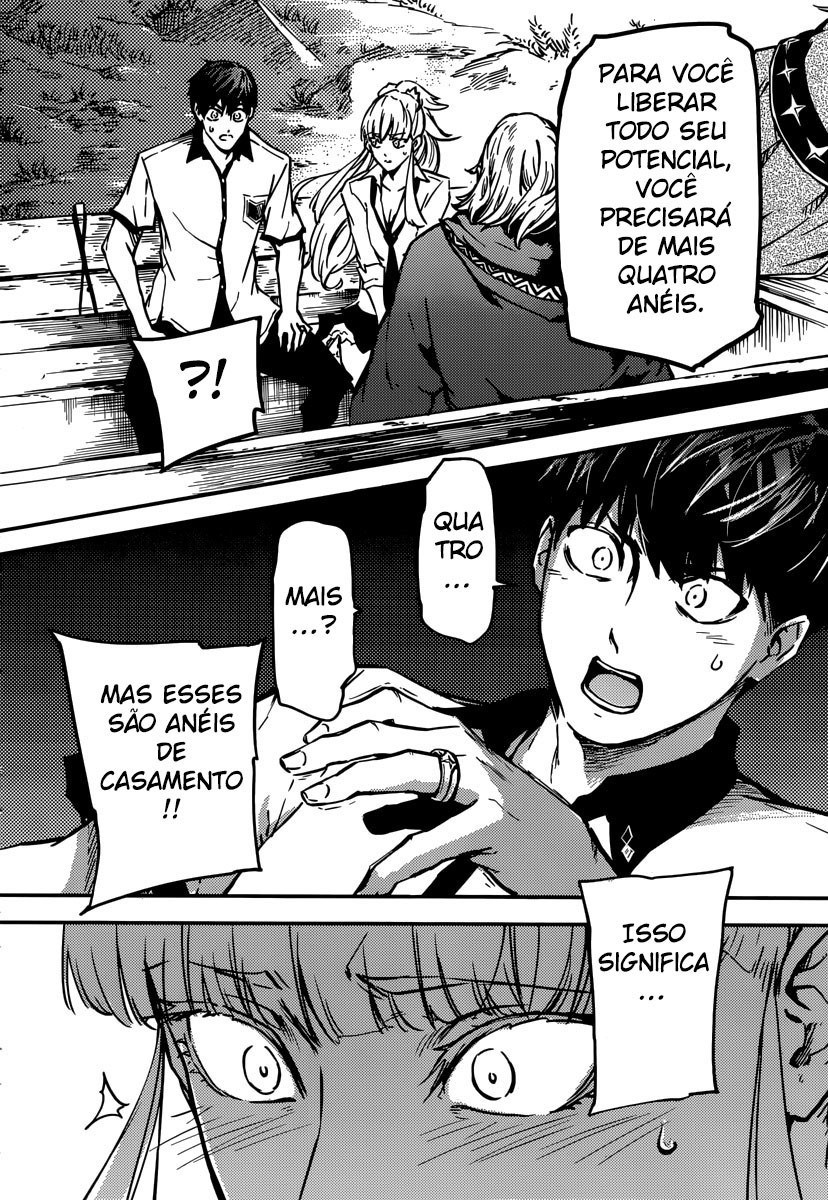 PARA VOCÊ
LIBERAR
TODO SEU
POTENCIAL,
VOCÊ
PRECISARÁ
DE MAIS
QUATRO
ANÉIS.
?!
QUA
TRO
...
MAIS
...?
MAS ESSES
SÃO ANÉIS
DE
CASAMENTO
!!
ISSO
SIGNIFICA
...